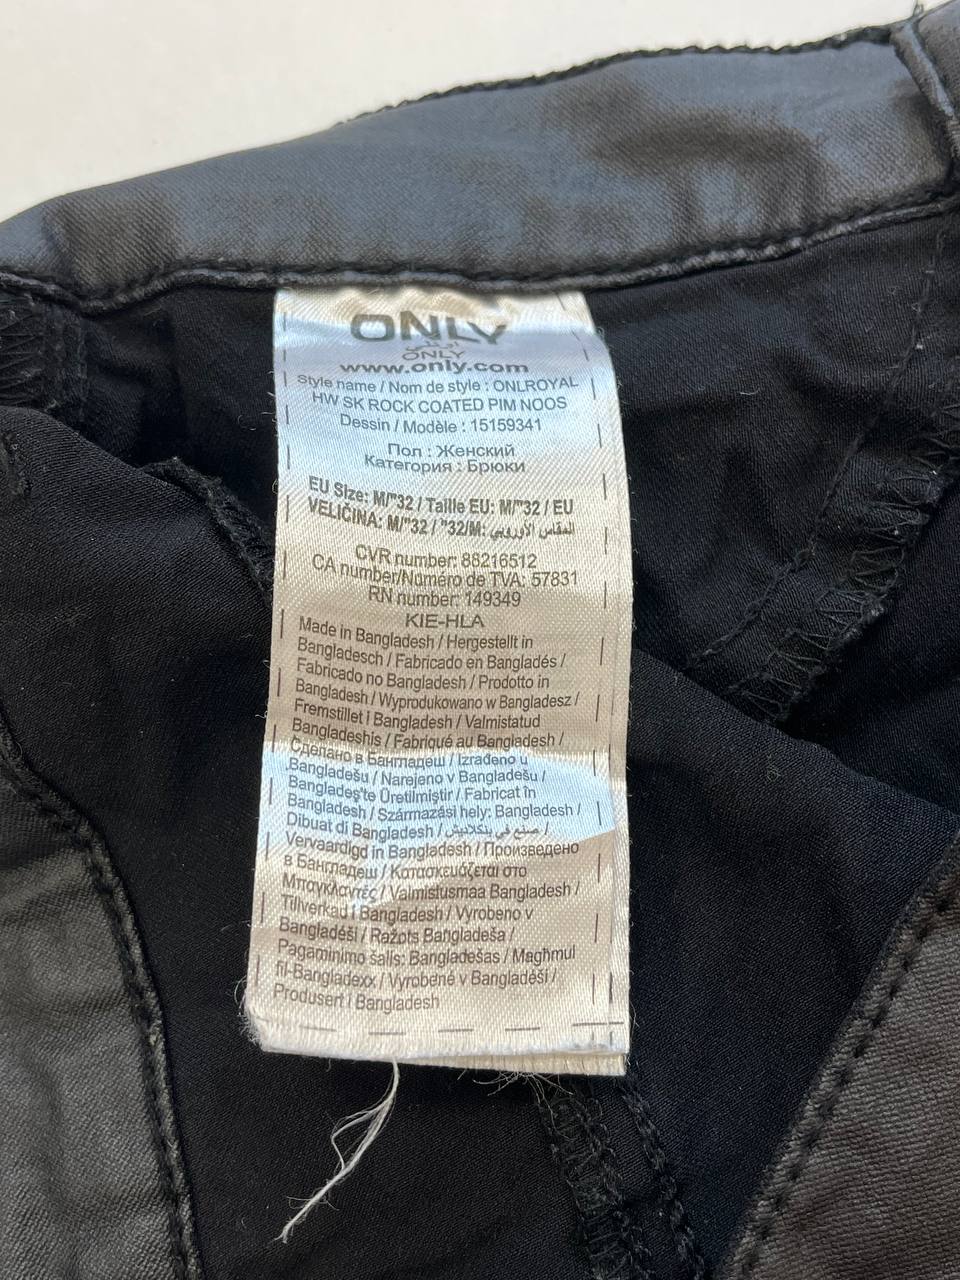 ONLY
اونلي
ONLY
www.only.com
Style name / Nom de style : ONLROYAL
HW SK ROCK COATED PIM NOOS
Dessin / Modèle : 15159341
Пол : Женский
Категория : Брюки
EU Size: M/"32 / Taille EU: M/"32 / EU
VELIČINA: M/"32 / "32/M: المقاس الأوروبي
CVR number: 88216512
CA number/Numéro de TVA: 57831
RN number: 149349
KIE-HLA
Made in Bangladesh / Hergestellt in
Bangladesch / Fabricado en Bangladés /
Fabricado no Bangladesh / Prodotto in
Bangladesh / Wyprodukowano w Bangladesz /
Fremstillet i Bangladesh / Valmistatud
Bangladeshis / Fabriqué au Bangladesh /
Сделано в Бангладеш / Izrađeno u
Bangladešu / Narejeno v Bangladešu /
Bangladeş'te Üretilmiştir / Fabricat în
Bangladesh / Származási hely: Bangladesh /
Dibuat di Bangladesh / صنع في بنكلاديش /
Vervaardigd in Bangladesh / Произведено
в Бангладеш / Κατασκευάζεται στο
Μπαγκλαντές / Valmistusmaa Bangladesh /
Tillverkad i Bangladesh / Vyrobeno v
Bangladéši / Ražots Bangladeša /
Pagaminimo šalis: Bangladešas / Magħmul
fil-Bangladexx / Vyrobené v Bangladéši /
Produsert i Bangladesh